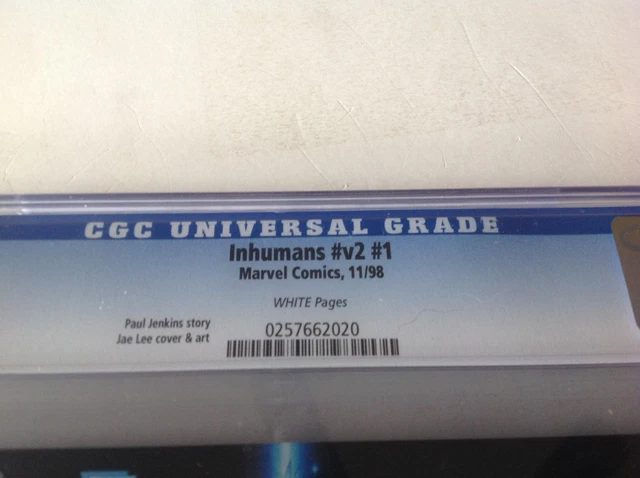 CGC UNIVERSAL GRADE
Inhumans #v2 #1
Marvel Comics, 11/98
WHITE Pages
Paul Jenkins story
Jae Lee cover & art
0257662020